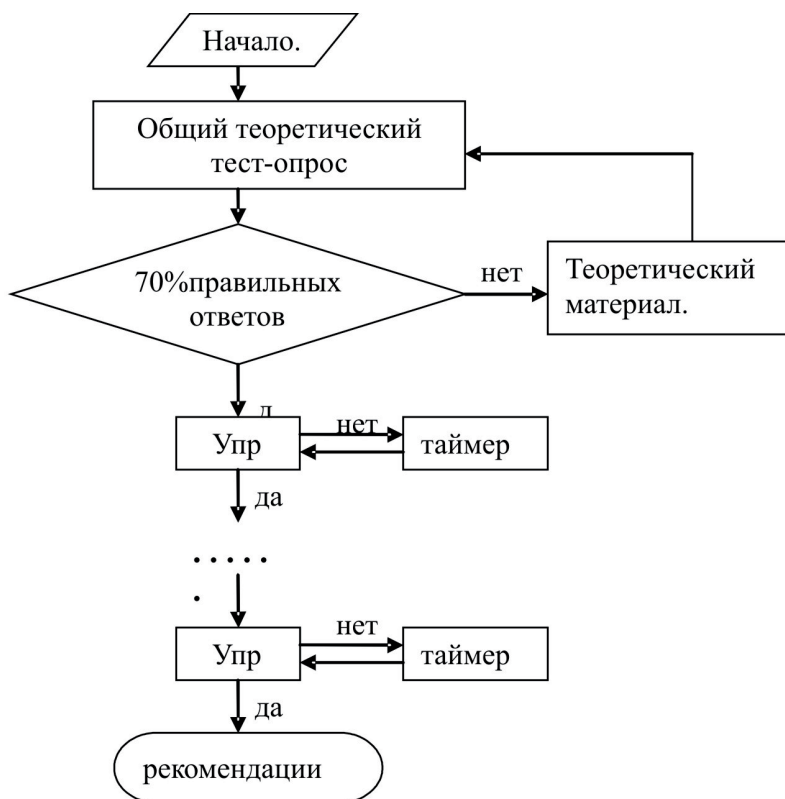 Начало.
Общий теоретический
тест-опрос
70%правильных
ответов
нет
Теоретический
материал.
Упр
нет
таймер
да
. . . . .
.
Упр
нет
таймер
да
рекомендации